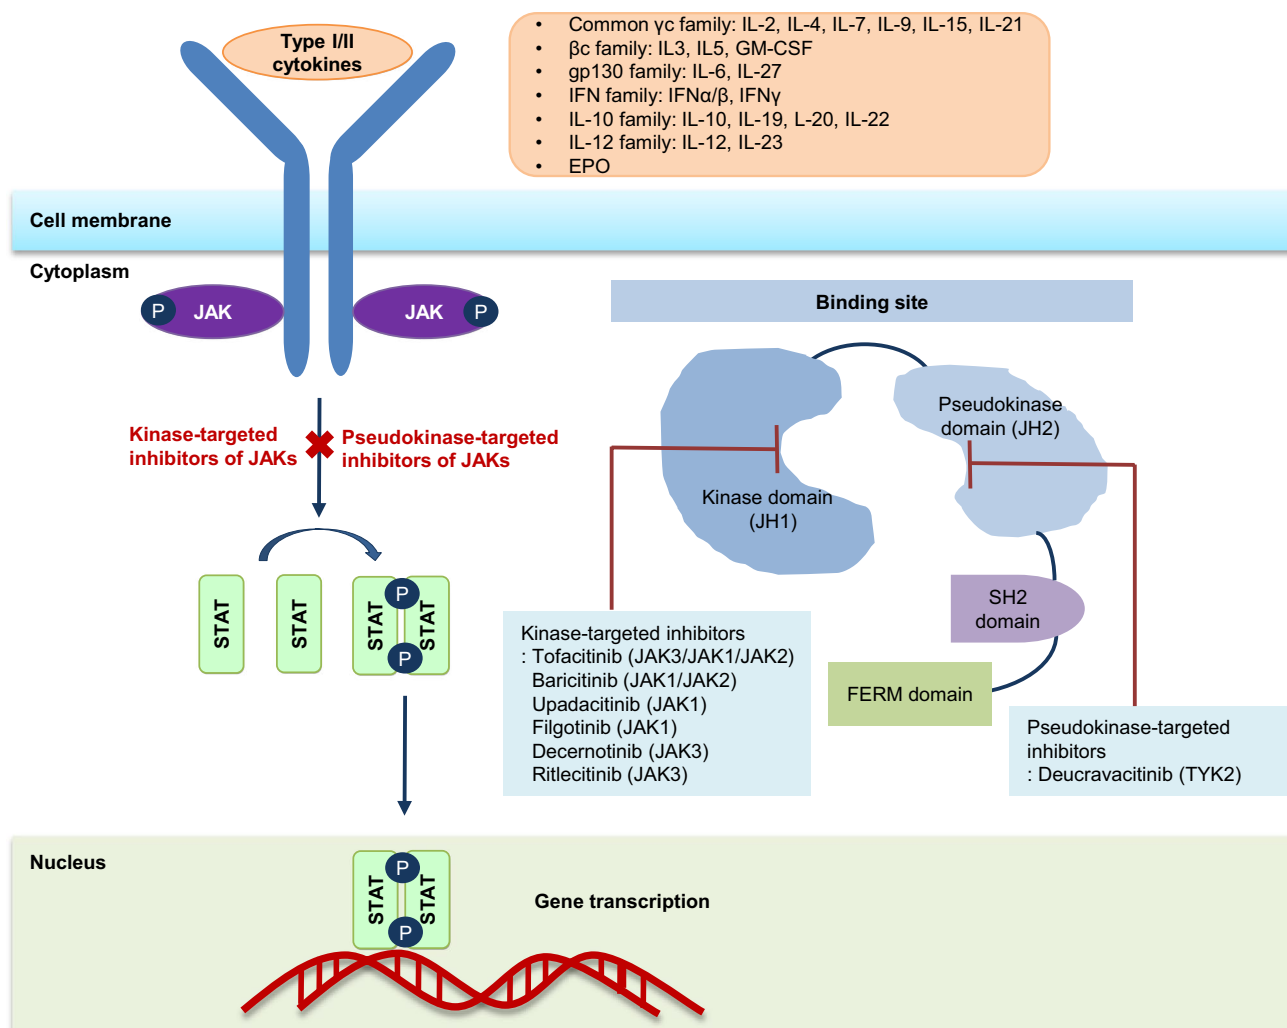 Type I/II
cytokines
• Common γc family: IL-2, IL-4, IL-7, IL-9, IL-15, IL-21
• βc family: IL3, IL5, GM-CSF
• gp130 family: IL-6, IL-27
• IFN family: IFNα/β, IFNγ
• IL-10 family: IL-10, IL-19, L-20, IL-22
• IL-12 family: IL-12, IL-23
• EPO
Cell membrane
Cytoplasm
P
JAK
JAK
P
Binding site
Kinase-targeted
inhibitors of JAKs
Pseudokinase-targeted
inhibitors of JAKs
Pseudokinase
domain (JH2)
Kinase domain
(JH1)
STAT
STAT
STAT
STAT
P
P
SH2
domain
FERM domain
Kinase-targeted inhibitors
: Tofacitinib (JAK3/JAK1/JAK2)
Baricitinib (JAK1/JAK2)
Upadacitinib (JAK1)
Filgotinib (JAK1)
Decernotinib (JAK3)
Ritlecitinib (JAK3)
Pseudokinase-targeted
inhibitors
: Deucravacitinib (TYK2)
Nucleus
STAT
STAT
P
P
Gene transcription